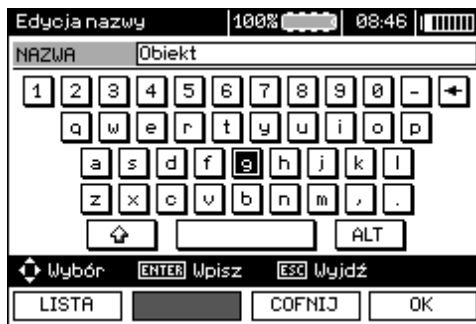 Edycja nazwy 100% 08:46
NAZWA Obiekt
1 2 3 4 5 6 7 8 9 0 - ←
q w e r t y u i o p
a s d f g h j k l
z x c v b n m , .
ALT
Wybór ENTER Wpisz ESC Wyjdź
LISTA COFNIJ OK